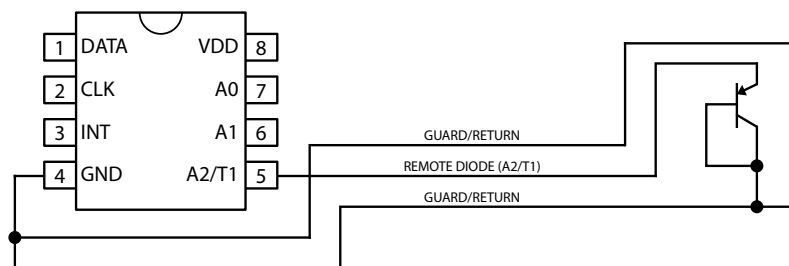 1 DATA VDD 8
2 CLK A0 7
3 INT A1 6
4 GND A2/T1 5
GUARD/RETURN
REMOTE DIODE (A2/T1)
GUARD/RETURN